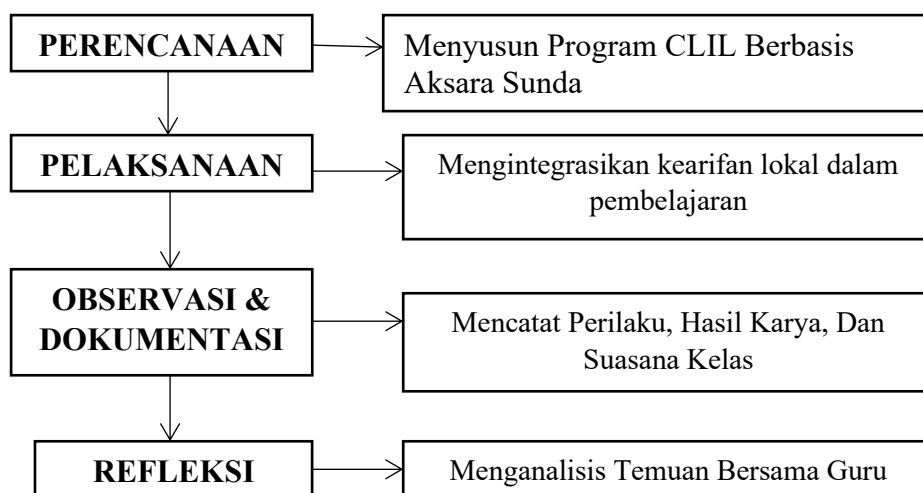 PERENCANAAN
Menyusun Program CLIL Berbasis
Aksara Sunda
PELAKSANAAN
Mengintegrasikan kearifan lokal dalam
pembelajaran
OBSERVASI &
DOKUMENTASI
Mencatat Perilaku, Hasil Karya, Dan
Suasana Kelas
REFLEKSI
Menganalisis Temuan Bersama Guru